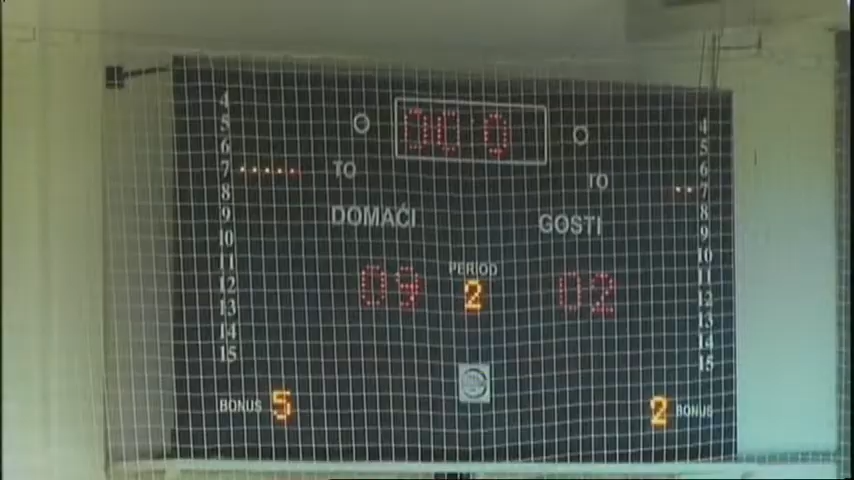 00 0
4 4
5 5
6 TO 6
7 TO 7
8 8
9 DOMAĆI GOSTI 9
10 10
11 PERIOD 11
12 09 2 02 12
13 13
14 14
15 15
BONUS 5 2 BONUS